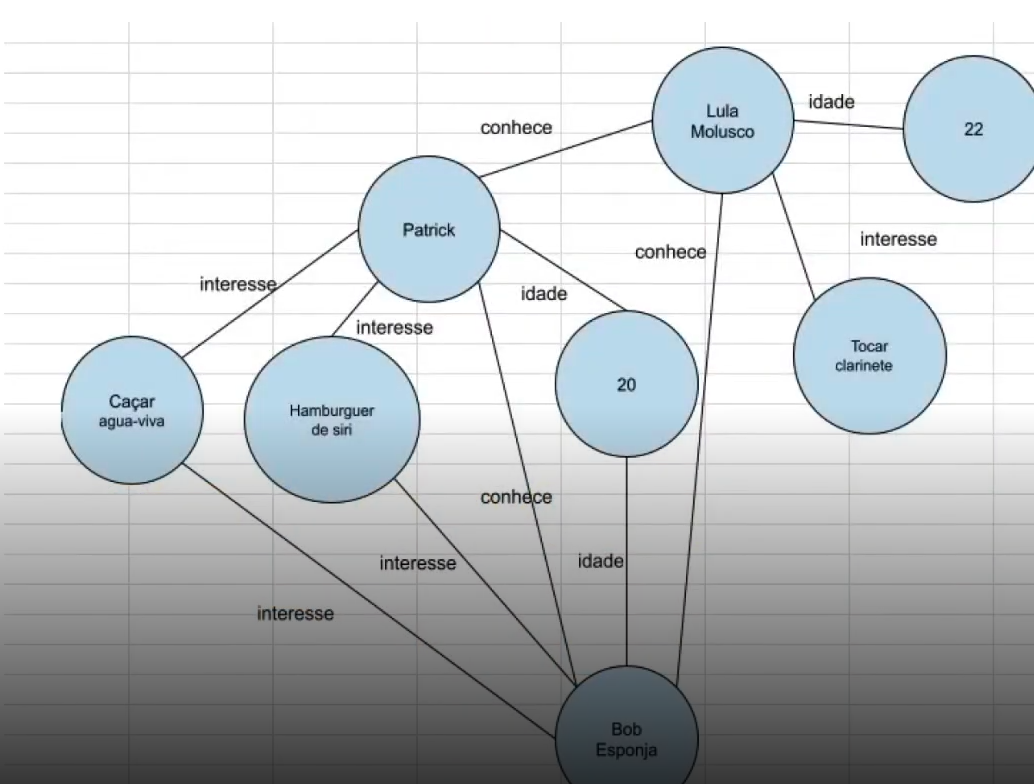 Lula
Molusco
idade
22
conhece
Patrick
conhece
interesse
interesse
idade
interesse
20
Tocar
clarinete
Caçar
agua-viva
Hamburguer
de siri
conhece
interesse
idade
interesse
Bob
Esponja